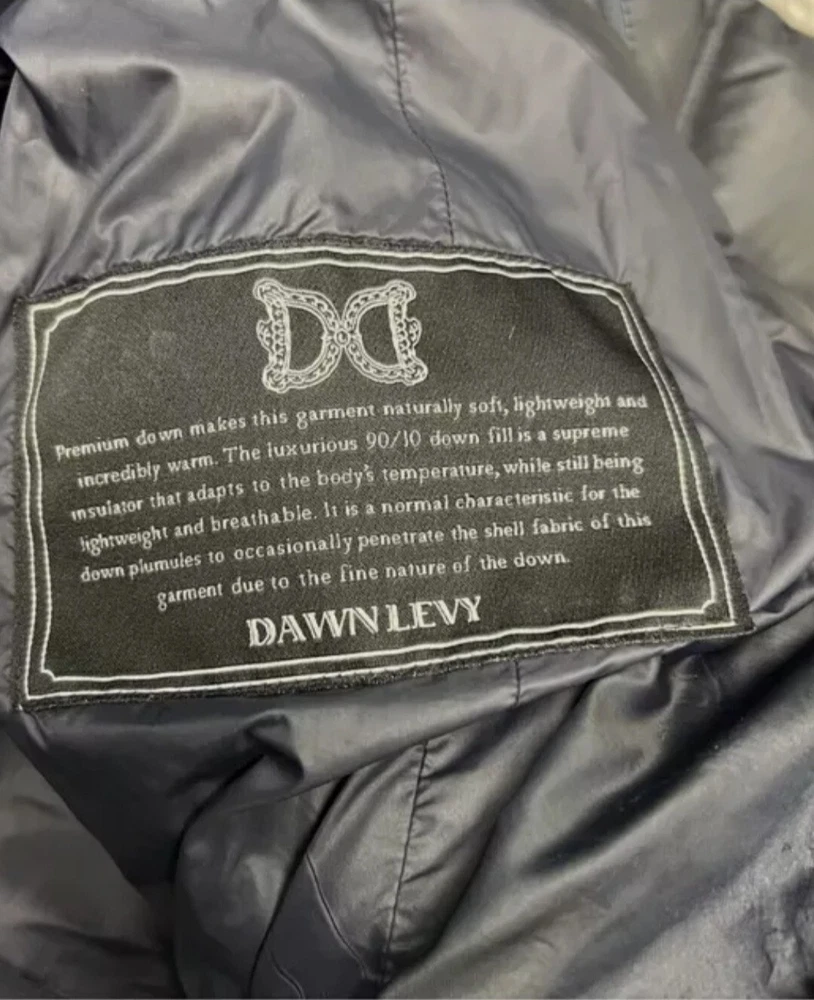 Premium down makes this garment naturally soft, lightweight and
incredibly warm. The luxurious 90/10 down fill is a supreme
insulator that adapts to the body's temperature, while still being
lightweight and breathable. It is a normal characteristic for the
down plumules to occasionally penetrate the shell fabric of this
garment due to the fine nature of the down.
DAWN LEVY